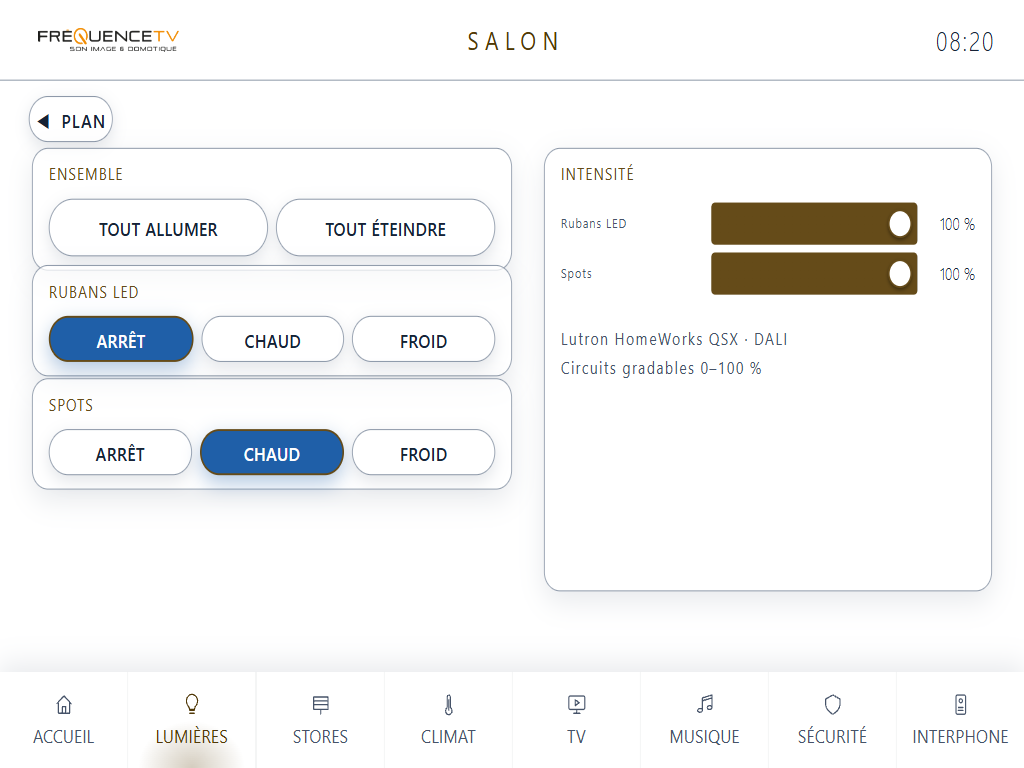 FRÉQUENCETV
SON IMAGE & DOMOTIQUE
SALON
08:20
PLAN
ENSEMBLE
TOUT ALLUMER
TOUT ÉTEINDRE
RUBANS LED
ARRÊT
CHAUD
FROID
SPOTS
ARRÊT
CHAUD
FROID
INTENSITÉ
Rubans LED
100 %
Spots
100 %
Lutron HomeWorks QSX · DALI
Circuits gradables 0–100 %
ACCUEIL
LUMIÈRES
STORES
CLIMAT
TV
MUSIQUE
SÉCURITÉ
INTERPHONE